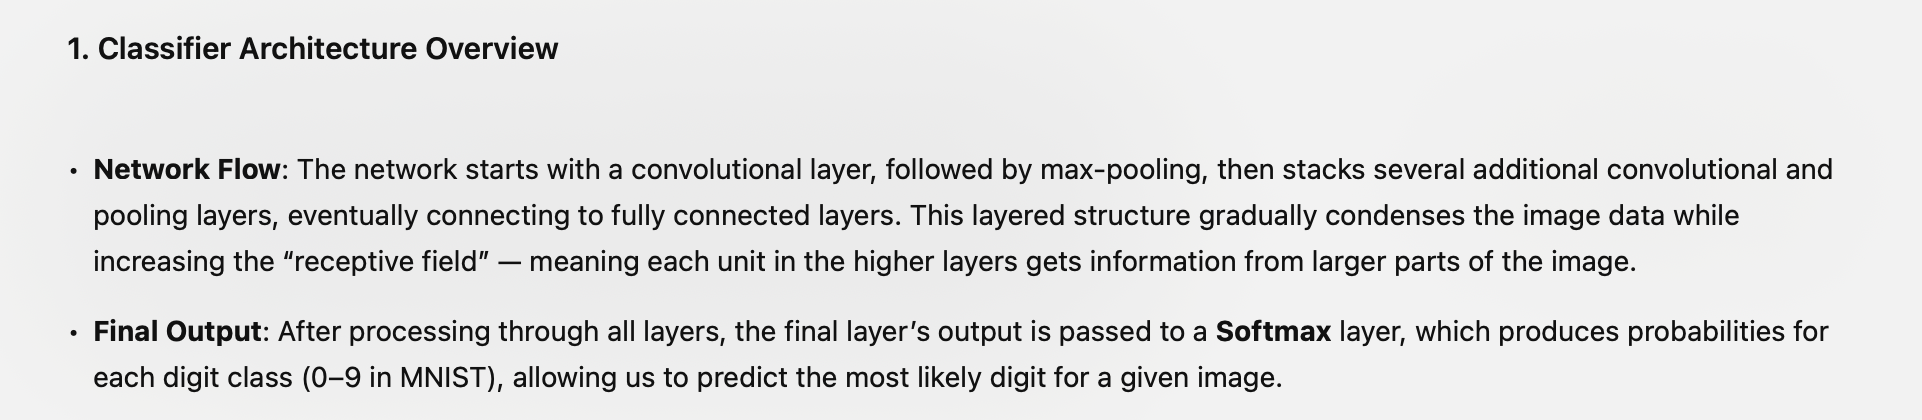 1. Classifier Architecture Overview
• Network Flow: The network starts with a convolutional layer, followed by max-pooling, then stacks several additional convolutional and
pooling layers, eventually connecting to fully connected layers. This layered structure gradually condenses the image data while
increasing the “receptive field” — meaning each unit in the higher layers gets information from larger parts of the image.
• Final Output: After processing through all layers, the final layer’s output is passed to a Softmax layer, which produces probabilities for
each digit class (0–9 in MNIST), allowing us to predict the most likely digit for a given image.